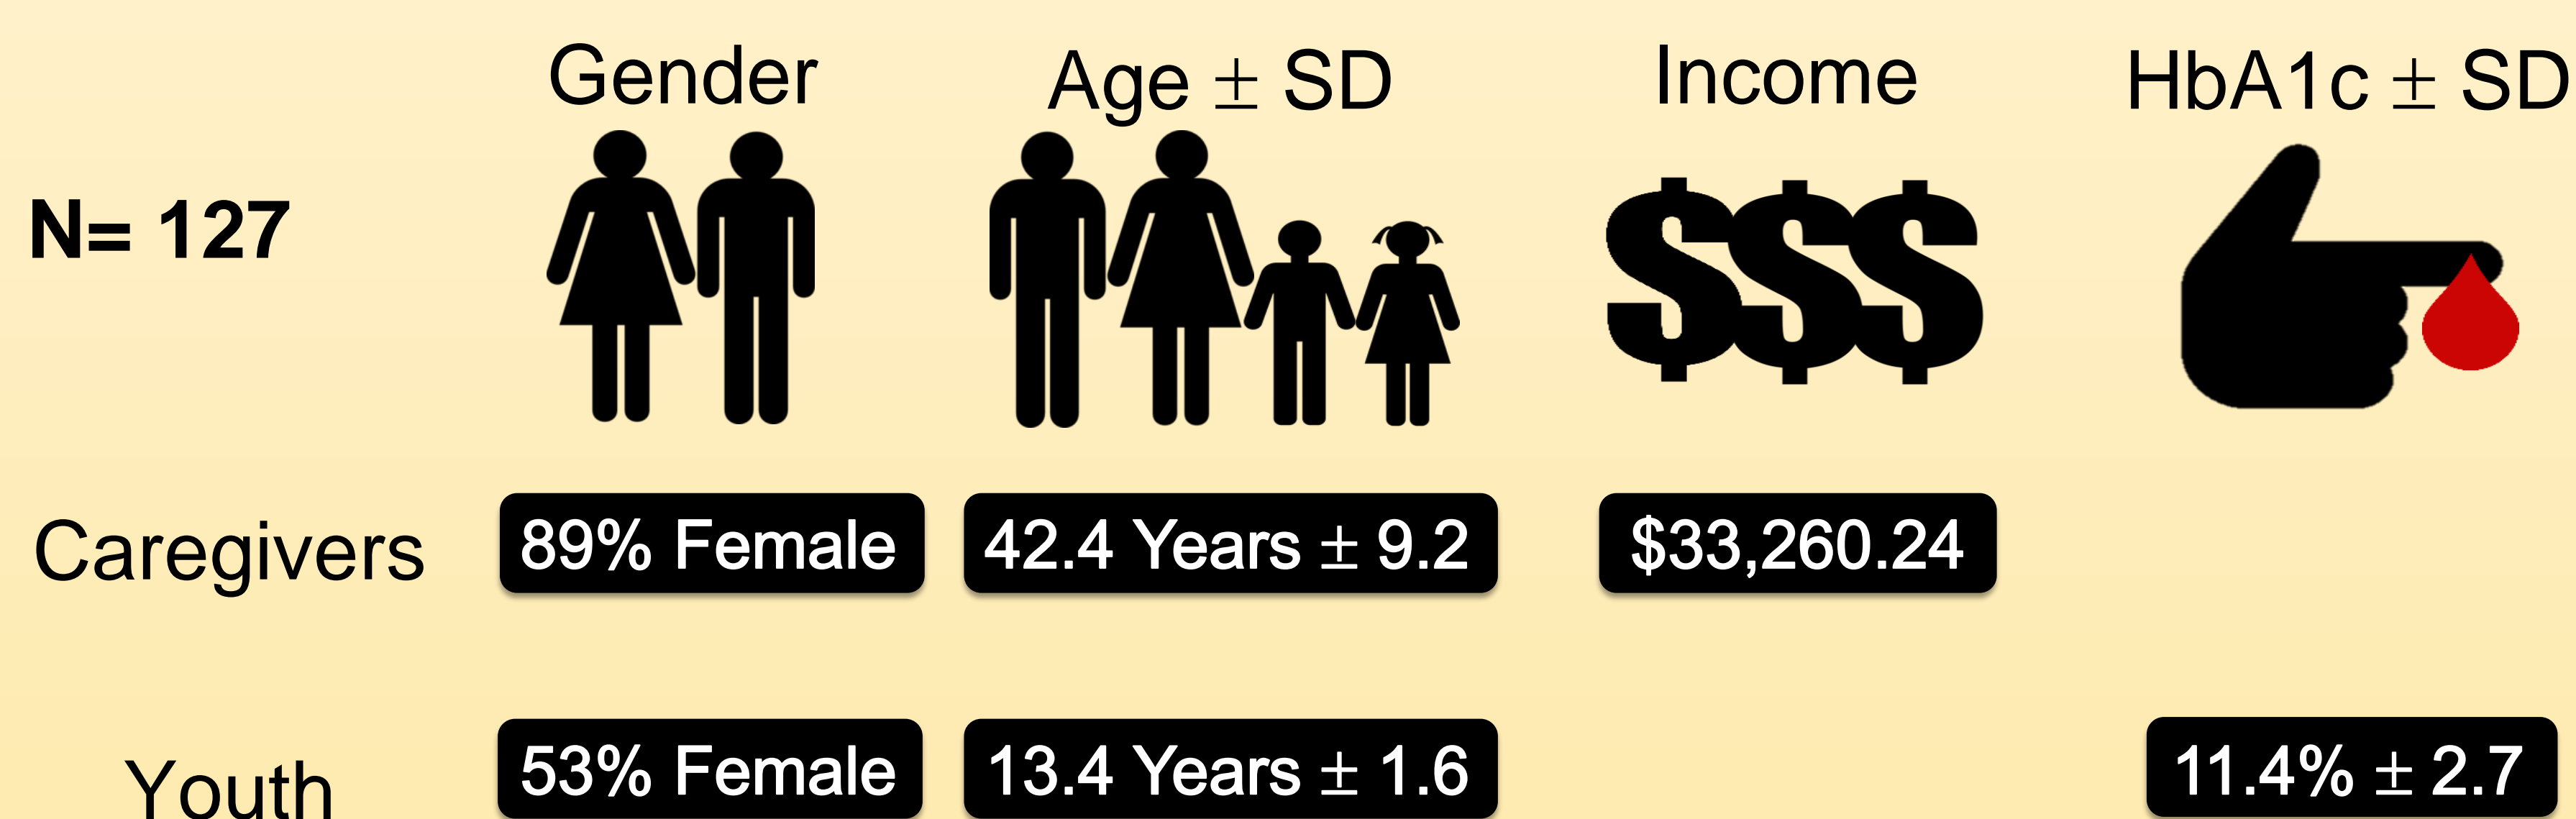 Gender Age ± SD Income HbA1c ± SD
N= 127
$$$
Caregivers 89% Female 42.4 Years ± 9.2 $33,260.24
Youth 53% Female 13.4 Years ± 1.6 11.4% ± 2.7